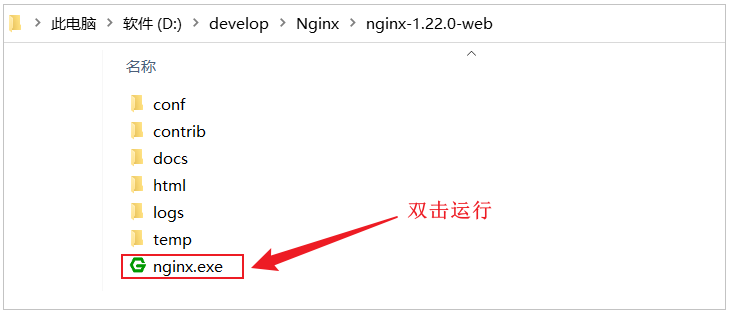 此电脑 > 软件 (D:) > develop > Nginx > nginx-1.22.0-web
名称
conf
contrib
docs
html
logs
双击运行
temp
nginx.exe